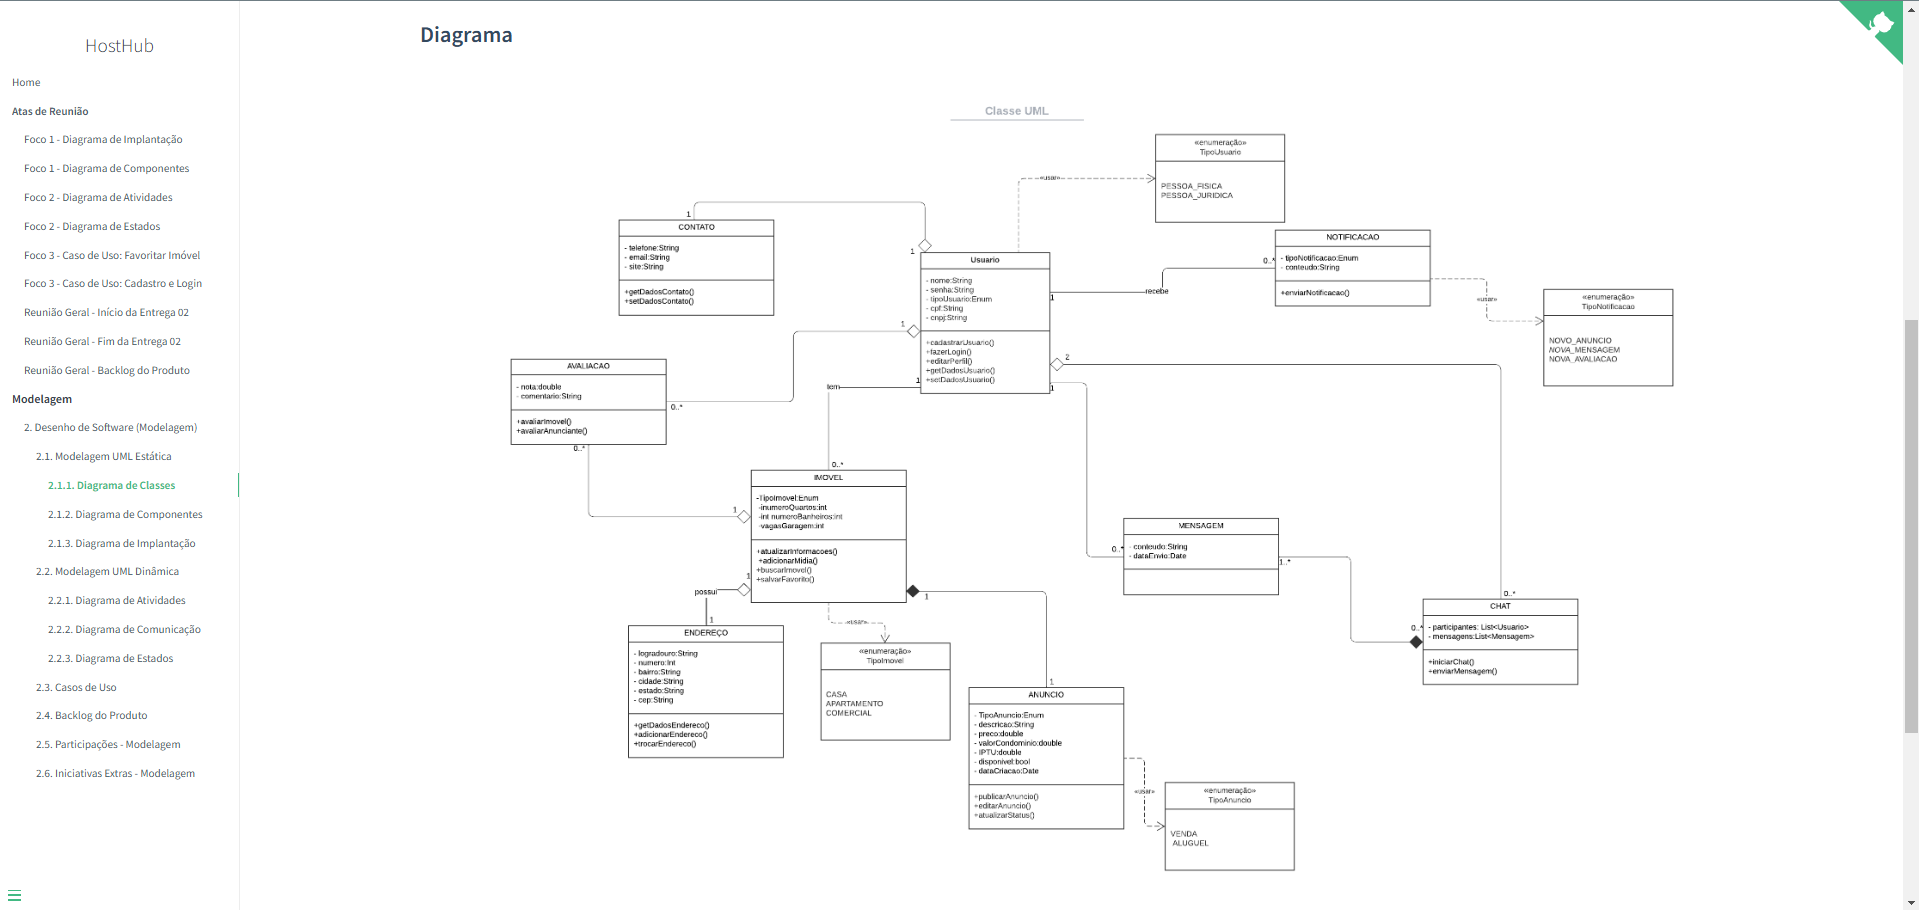 HostHub
Home
Atas de Reunião
Foco 1 - Diagrama de Implantação
Foco 1 - Diagrama de Componentes
Foco 2 - Diagrama de Atividades
Foco 2 - Diagrama de Estados
Foco 3 - Caso de Uso: Favoritar Imóvel
Foco 3 - Caso de Uso: Cadastro e Login
Reunião Geral - Início da Entrega 02
Reunião Geral - Fim da Entrega 02
Reunião Geral - Backlog do Produto
Modelagem
2. Desenho de Software (Modelagem)
2.1. Modelagem UML Estática
2.1.1. Diagrama de Classes
2.1.2. Diagrama de Componentes
2.1.3. Diagrama de Implantação
2.2. Modelagem UML Dinâmica
2.2.1. Diagrama de Atividades
2.2.2. Diagrama de Comunicação
2.2.3. Diagrama de Estados
2.3. Casos de Uso
2.4. Backlog do Produto
2.5. Participações - Modelagem
2.6. Iniciativas Extras - Modelagem
Diagrama
Classe UML
«enumeração»
TipoUsuario
PESSOA_FISICA
PESSOA_JURIDICA
«usar»
1
CONTATO
- telefone:String
- email:String
- site:String
+getDadosContato()
+setDadosContato()
1
Usuario
- nome:String
- senha:String
- tipoUsuario:Enum
- cpf:String
- cnpj:String
+cadastrarUsuario()
+fazerLogin()
+editarPerfil()
+getDadosUsuario()
+setDadosUsuario()
1
recebe
0..*
NOTIFICACAO
- tipoNotificacao:Enum
- conteudo:String
+enviarNotificacao()
«usar»
«enumeração»
TipoNotificacao
NOVO_ANUNCIO
NOVA_MENSAGEM
NOVA_AVALIACAO
1
2
1
1
tem
AVALIACAO
- nota:double
- comentario:String
+avaliarImovel()
+avaliarAnunciante()
0..*
0..*
0..*
IMOVEL
-TipoImovel:Enum
-inumeroQuartos:int
-int numeroBanheiros:int
-vagasGaragem:int
+atualizarInformacoes()
+adicionarMidia()
+buscarImovel()
+salvarFavorito()
1
1
possui
1
1
ENDEREÇO
- logradouro:String
- numero:Int
- bairro:String
- cidade:String
- estado:String
- cep:String
+getDadosEndereco()
+adicionarEndereco()
+trocarEndereco()
«usar»
«enumeração»
TipoImovel
CASA
APARTAMENTO
COMERCIAL
MENSAGEM
- conteudo:String
- dataEnvio:Date
0..*
1..*
0..*
0..*
CHAT
- participantes: List<Usuario>
- mensagens:List<Mensagem>
+iniciarChat()
+enviarMensagem()
1
ANUNCIO
- TipoAnuncio:Enum
- descricao:String
- preco:double
- valorCondominio:double
- IPTU:double
- disponivel:bool
- dataCriacao:Date
+publicarAnuncio()
+editarAnuncio()
+atualizarStatus()
«usar»
«enumeração»
TipoAnuncio
VENDA
ALUGUEL